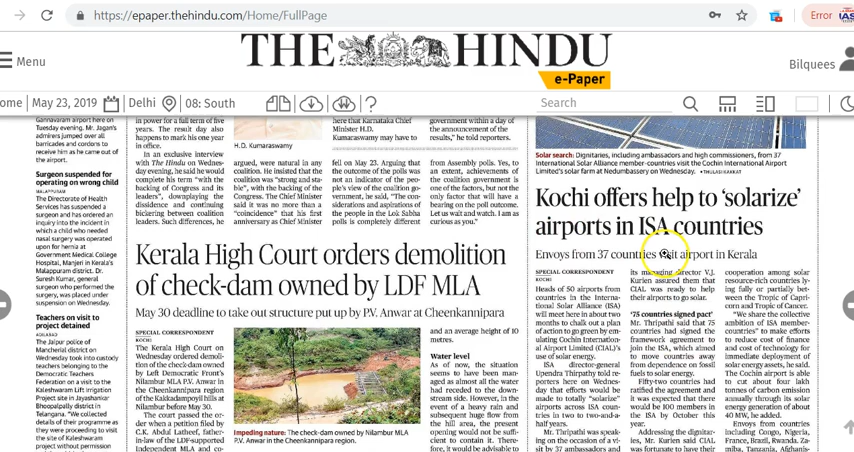 https://epaper.thehindu.com/Home/FullPage
Error
IAS
THE HINDU
e-Paper
Menu
Bilquees
ome
May 23, 2019
Delhi
08: South
?
Search
Gannavaram airport here on
Tuesday evening. Mr. Jagan's
admirers jumped over all
barricades and cordons to
receive him as he came out
of the airport.
Surgeon suspended for
operating on wrong child
MALAPPURAM
The Directorate of Health
Services has suspended a
surgeon and has ordered an
inquiry into the incident in
which a child who needed
nasal surgery was operated
upon for hernia at
Government Medical College
Hospital, Manjeri in Kerala's
Malappuram district. Dr.
Suresh Kumar, general
surgeon who performed the
surgery, was placed under
suspension on Wednesday.
Teachers on visit to
project detained
The Jaipur police of
Mancherial district on
Wednesday took into custody
teachers belonging to the
Democratic Teachers
Federation on a visit to the
Kaleshwaram Lift irrigation
Project site in Jayashankar
Bhoopalpally district in
Telangana. "We collected
details of their programme as
they were proceeding to visit
the site of Kaleshwaram
project without permission
in power for a full term of five
years. The result day also
happens to mark his one year
in office.
In an exclusive interview
with The Hindu on Wednes-
day evening, he said he would
complete his term "with the
backing of Congress and its
leaders", downplaying the
dissidence and continuing
bickering between coalition
leaders. Such differences, he
H.D. Kumaraswamy
argued, were natural in any
coalition. He insisted that the
coalition was "strong and sta-
ble", with the backing of the
Congress. The Chief Minister
said it was no more than a
"coincidence" that his first
anniversary as Chief Minister
here that Karnataka Chief
Minister H.D.
Kumaraswamy may have to
fell on May 23. Arguing that
the outcome of the polls was
not an indicator of the peo-
ple's view of the coalition go-
vernment, he said, "The con-
siderations and aspirations of
the people in the Lok Sabha
polls is completely different
government within a day of
the announcement of the
results," he told reporters.
from Assembly polls. Yes, to
an extent, achievements of
the coalition government is
one of the factors, but not the
only factor that will have a
bearing on the poll outcome.
Let us wait and watch. I am as
curious as you."
Kerala High Court orders demolition
of check-dam owned by LDF MLA
May 30 deadline to take out structure put up by P.V. Anwar at Cheenkannipara
SPECIAL CORRESPONDENT
KOCHI
The Kerala High Court on
Wednesday ordered demoli-
tion of the check-dam owned
by Left Democratic Front's
Nilambur MLA P.V. Anwar in
the Cheenkannipara region
of the Kakkadampoyil hills at
Nilambur before May 30.
The court passed the or-
der when a petition filed by
C.K. Abdul Latheef, father-
in-law of the LDF-supported
Independent MLA and co-
Impeding nature: The check-dam owned by Nilambur MLA
P.V. Anwar in the Cheenkannipara region.
and an average height of 10
metres.
Water level
As of now, the situation
seems to have been managed
as almost all the water
had receded to the down-
stream side. However, in the
event of a heavy rain and
subsequent huge flow from
the hill area, the present
opening would not be suffi-
cient to contain it. There-
fore, it would be advisable to
Solar search: Dignitaries, including ambassadors and high commissioners, from 37
International Solar Alliance member-countries visit the Cochin International Airport
Limited's solar farm at Nedumbassery on Wednesday. • THULASI KAKKAT
Kochi offers help to 'solarize'
airports in ISA countries
Envoys from 37 countries visit airport in Kerala
SPECIAL CORRESPONDENT
KOCHI
Heads of 50 airports from
countries in the Interna-
tional Solar Alliance (ISA)
will meet here in about two
months to chalk out a plan
of action to go green by em-
ulating Cochin Internation-
al Airport Limited (CIAL)'s
use of solar energy.
ISA director-general
Upendra Thripathy told re-
porters here on Wednes-
day that efforts would be
made to totally "solarize"
airports across ISA coun-
tries in two to two-and-a-
half years.
Mr. Thripathi was speak-
ing on the occasion of a vi-
sit by 37 ambassadors and
its managing director V.J.
Kurien assured them that
CIAL was ready to help
their airports to go solar.
'75 countries signed pact'
Mr. Thripathi said that 75
countries had signed the
framework agreement to
join the ISA, which aimed
to move countries away
from dependence on fossil
fuels to solar energy.
Fifty-two countries had
ratified the agreement and
it was expected that there
would be 100 members in
the ISA by October this
year.
Addressing the dignita-
ries, Mr. Kurien said CIAL
was fortunate to have their
cooperation among solar
resource-rich countries ly-
ing fully or partially bet-
ween the Tropic of Capri-
corn and Tropic of Cancer.
"We share the collective
ambition of ISA member-
countries" to make efforts
to reduce cost of finance
and cost of technology for
immediate deployment of
solar energy assets, he said.
The Cochin airport is able
to cut about four lakh
tonnes of carbon emission
annually through its solar
energy generation of about
40 MW, he added.
Envoys from countries
including Congo, Nigeria,
France, Brazil, Rwanda, Za-
mbia, Tanzania, Afghanis-